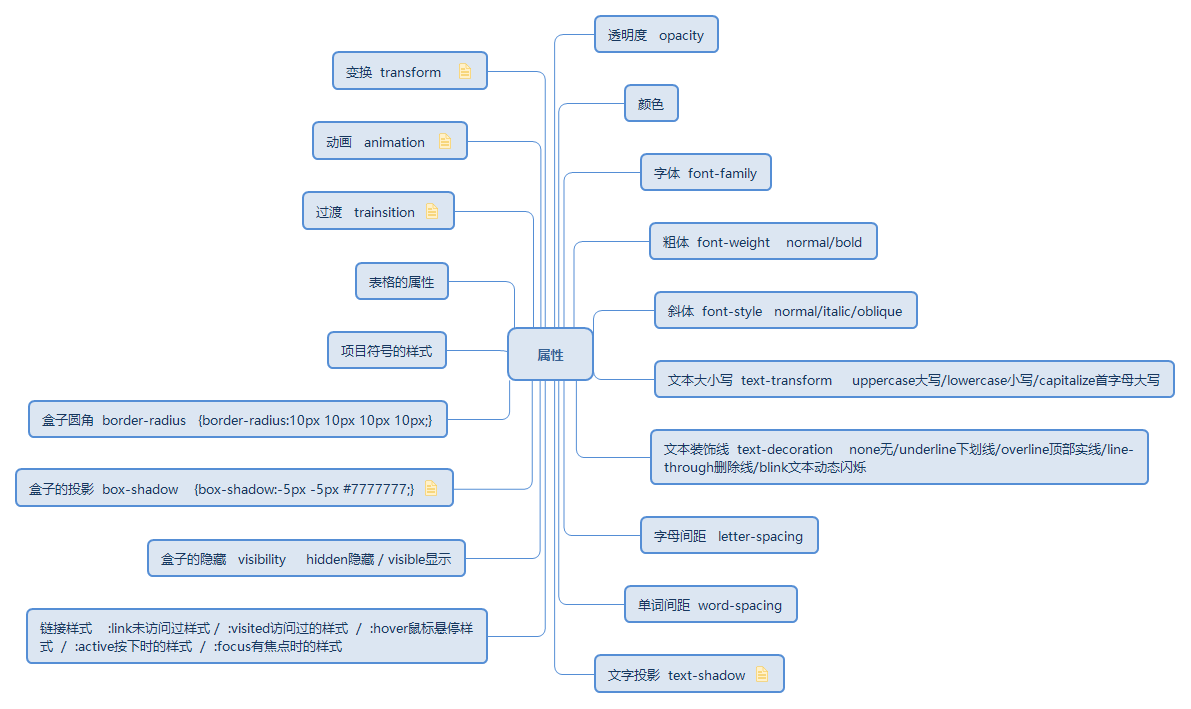 透明度 opacity
颜色
字体 font-family
粗体 font-weight normal/bold
斜体 font-style normal/italic/oblique
文本大小写 text-transform uppercase大写/lowercase小写/capitalize首字母大写
文本装饰线 text-decoration none无/underline下划线/overline顶部实线/line-
through删除线/blink文本动态闪烁
字母间距 letter-spacing
单词间距 word-spacing
文字投影 text-shadow
属性
变换 transform
动画 animation
过渡 trainsition
表格的属性
项目符号的样式
盒子圆角 border-radius {border-radius:10px 10px 10px 10px;}
盒子的投影 box-shadow {box-shadow:-5px -5px #7777777;}
盒子的隐藏 visibility hidden隐藏 / visible显示
链接样式 :link未访问过样式 / :visited访问过的样式 / :hover鼠标悬停样
式 / :active按下时的样式 / :focus有焦点时的样式